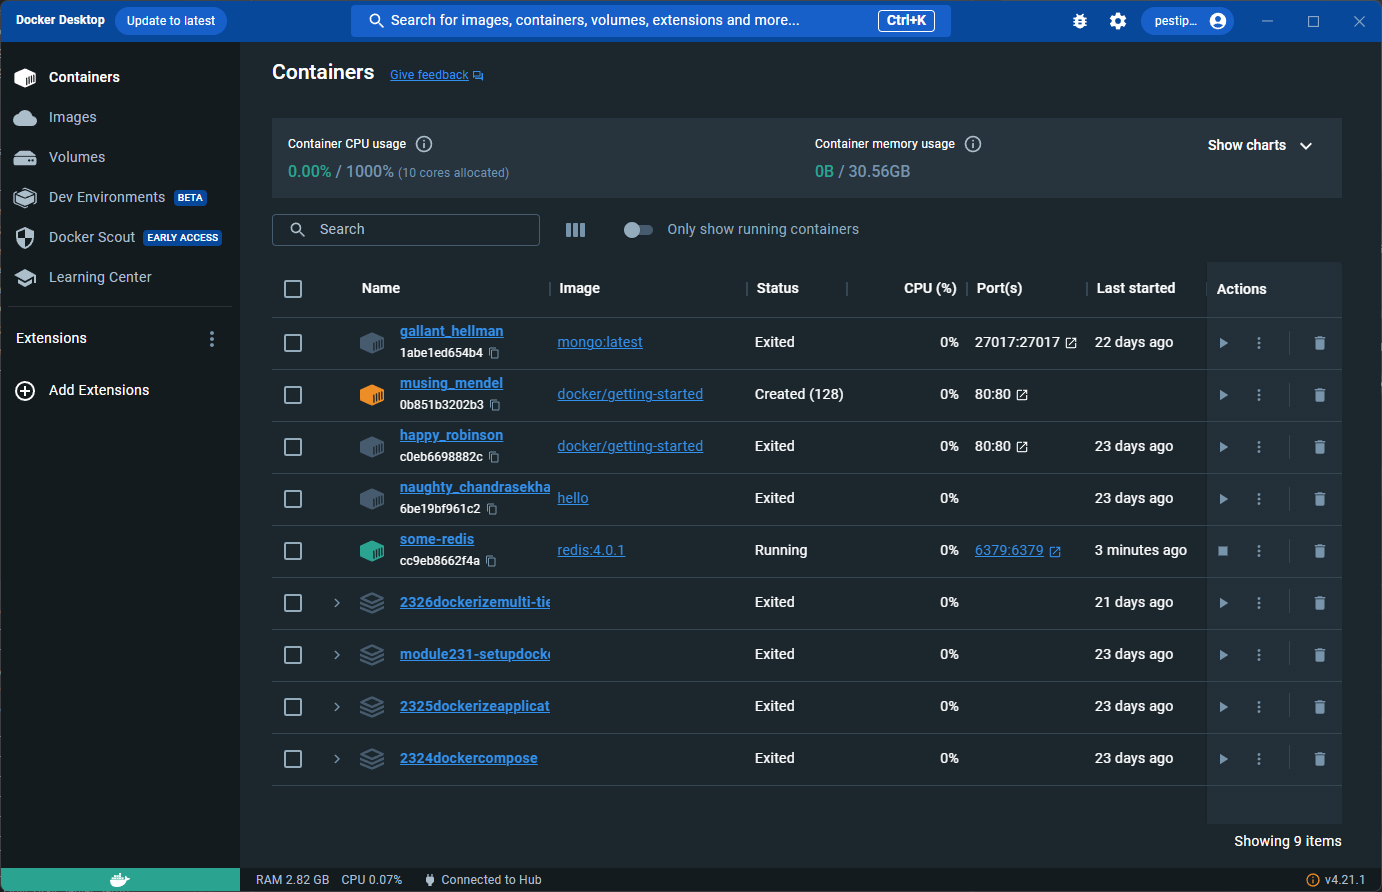 Docker Desktop Update to latest Search for images, containers, volumes, extensions and more... Ctrl+K pestip...
Containers
Images
Volumes
Dev Environments BETA
Docker Scout EARLY ACCESS
Learning Center
Extensions
Add Extensions
Containers Give feedback
Container CPU usage
0.00% / 1000% (10 cores allocated)
Container memory usage
0B / 30.56GB
Show charts
Search Only show running containers
Name Image Status CPU (%) Port(s) Last started Actions
gallant_hellman
1abe1ed654b4 mongo:latest Exited 0% 27017:27017 22 days ago
musing_mendel
0b851b3202b3 docker/getting-started Created (128) 0% 80:80
happy_robinson
c0eb6698882c docker/getting-started Exited 0% 80:80 23 days ago
naughty_chandrasekha
6be19bf961c2 hello Exited 0% 23 days ago
some-redis
cc9eb8662f4a redis:4.0.1 Running 0% 6379:6379 3 minutes ago
2326dockerizemulti-tie Exited 0% 21 days ago
module231-setupdocke Exited 0% 23 days ago
2325dockerizeapplicat Exited 0% 23 days ago
2324dockercompose Exited 0% 23 days ago
Showing 9 items
RAM 2.82 GB CPU 0.07% Connected to Hub v4.21.1